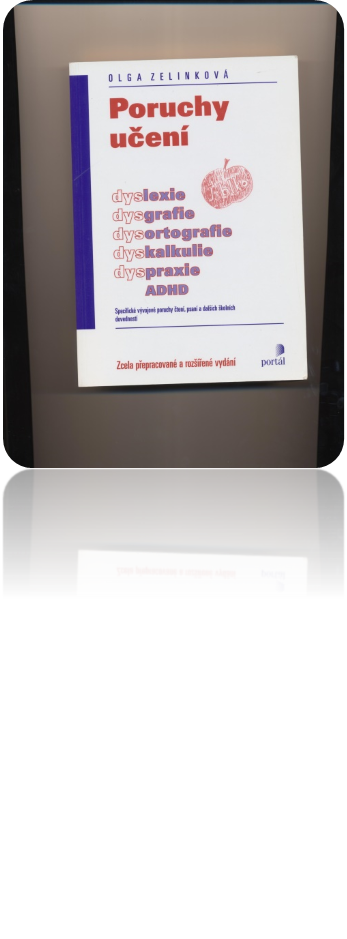 OLGA ZELINKOVÁ
Poruchy
učení
dyslexie
dysgrafie
dysortografie
dyskalkulie
dyspraxie
ADHD
Specifické vývojové poruchy čtení, psaní a dalších školních
dovedností
Zcela přepracované a rozšířené vydání
portál